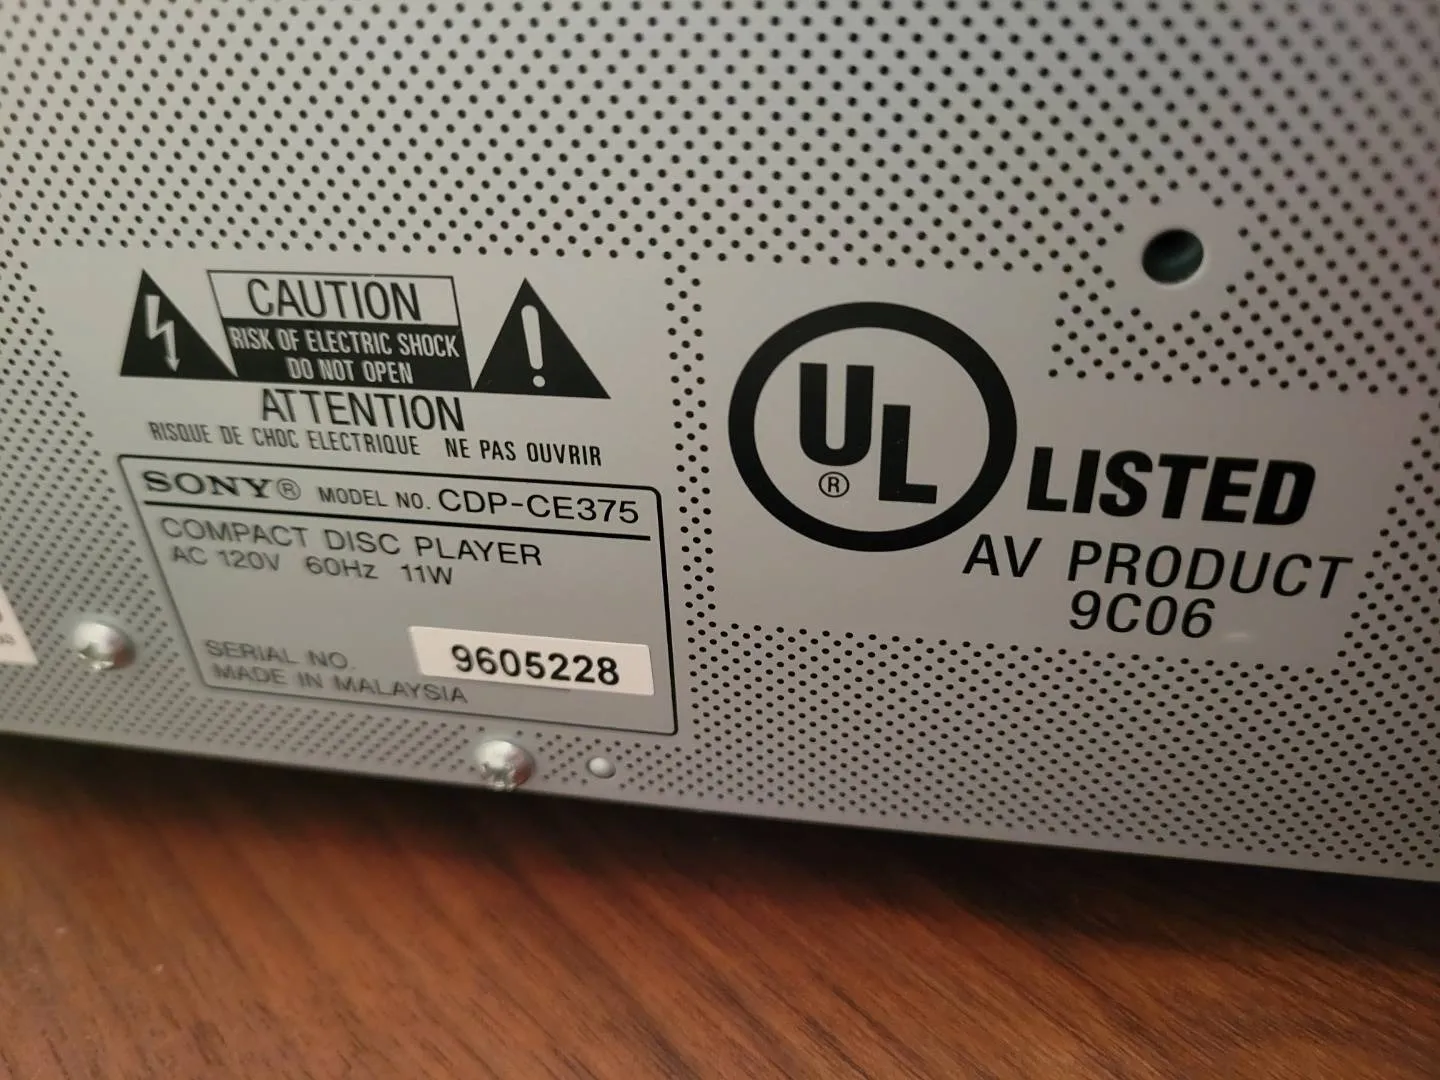 CAUTION
RISK OF ELECTRIC SHOCK
DO NOT OPEN
ATTENTION
RISQUE DE CHOC ELECTRIQUE NE PAS OUVRIR
SONY® MODEL NO. CDP-CE375
COMPACT DISC PLAYER
AC 120V 60Hz 11W
SERIAL NO. 9605228
MADE IN MALAYSIA
UL ®
LISTED
AV PRODUCT
9C06